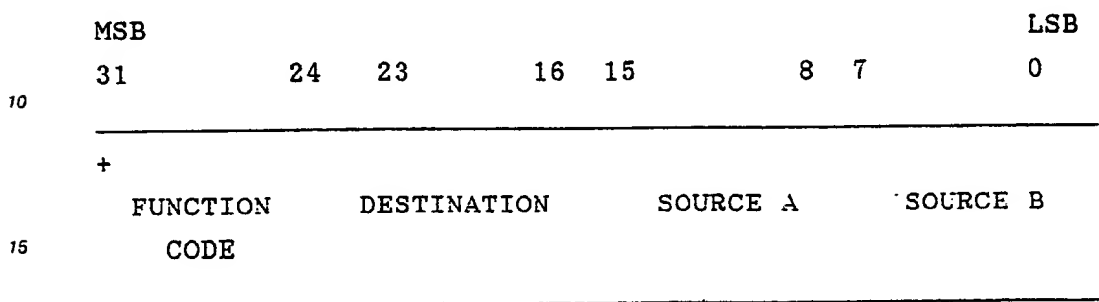 MSB LSB
31 24 23 16 15 8 7 0
10
+
FUNCTION DESTINATION SOURCE A SOURCE B
15 CODE